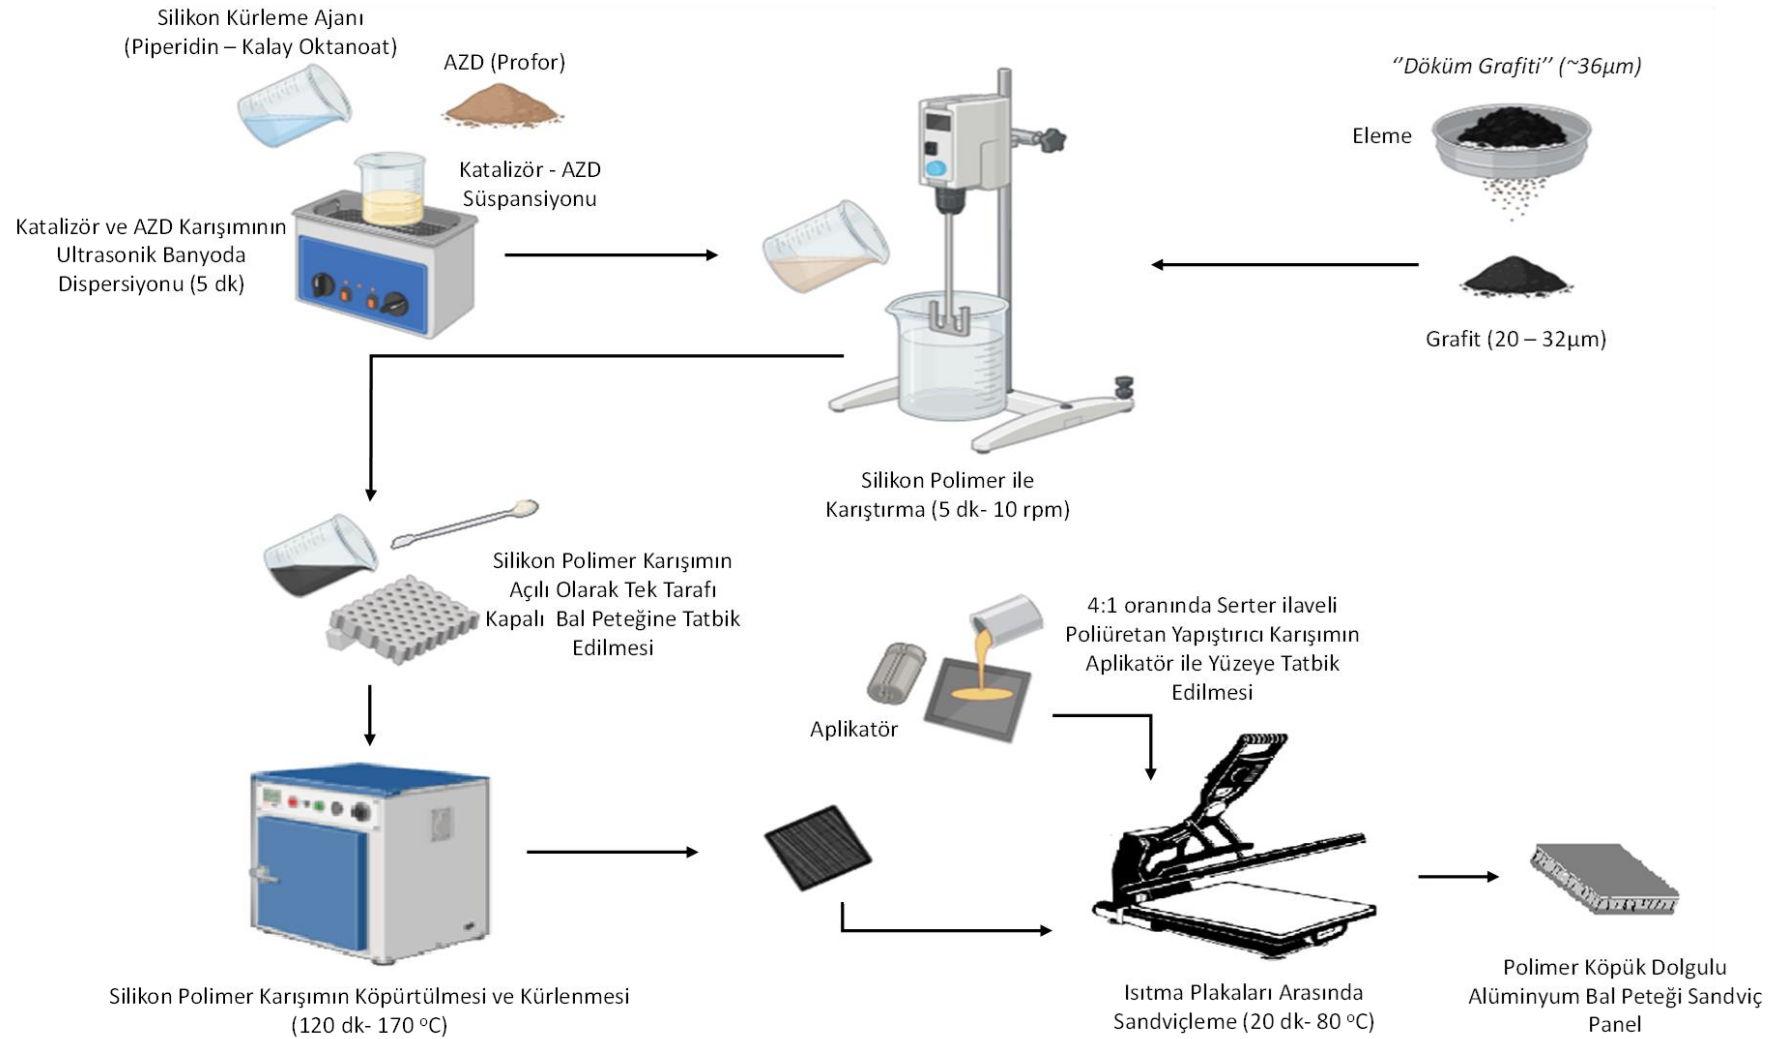 Silikon Kürleme Ajanı
(Piperidin – Kalay Oktanoat)
AZD (Profor)
Katalizör - AZD
Süspansiyonu
Katalizör ve AZD Karışımının
Ultrasonik Banyoda
Dispersiyonu (5 dk)
‘’Döküm Grafiti’’ (~36µm)
Eleme
Grafit (20 – 32µm)
Silikon Polimer ile
Karıştırma (5 dk- 10 rpm)
Silikon Polimer Karışımın
Açılı Olarak Tek Tarafı
Kapalı Bal Peteğine Tatbik
Edilmesi
4:1 oranında Serter ilaveli
Poliüretan Yapıştırıcı Karışımın
Aplikatör ile Yüzeye Tatbik
Edilmesi
Aplikatör
Silikon Polimer Karışımın Köpürtülmesi ve Kürlenmesi
(120 dk- 170 ᵒC)
Isıtma Plakaları Arasında
Sandviçleme (20 dk- 80 ᵒC)
Polimer Köpük Dolgulu
Alüminyum Bal Peteği Sandviç
Panel